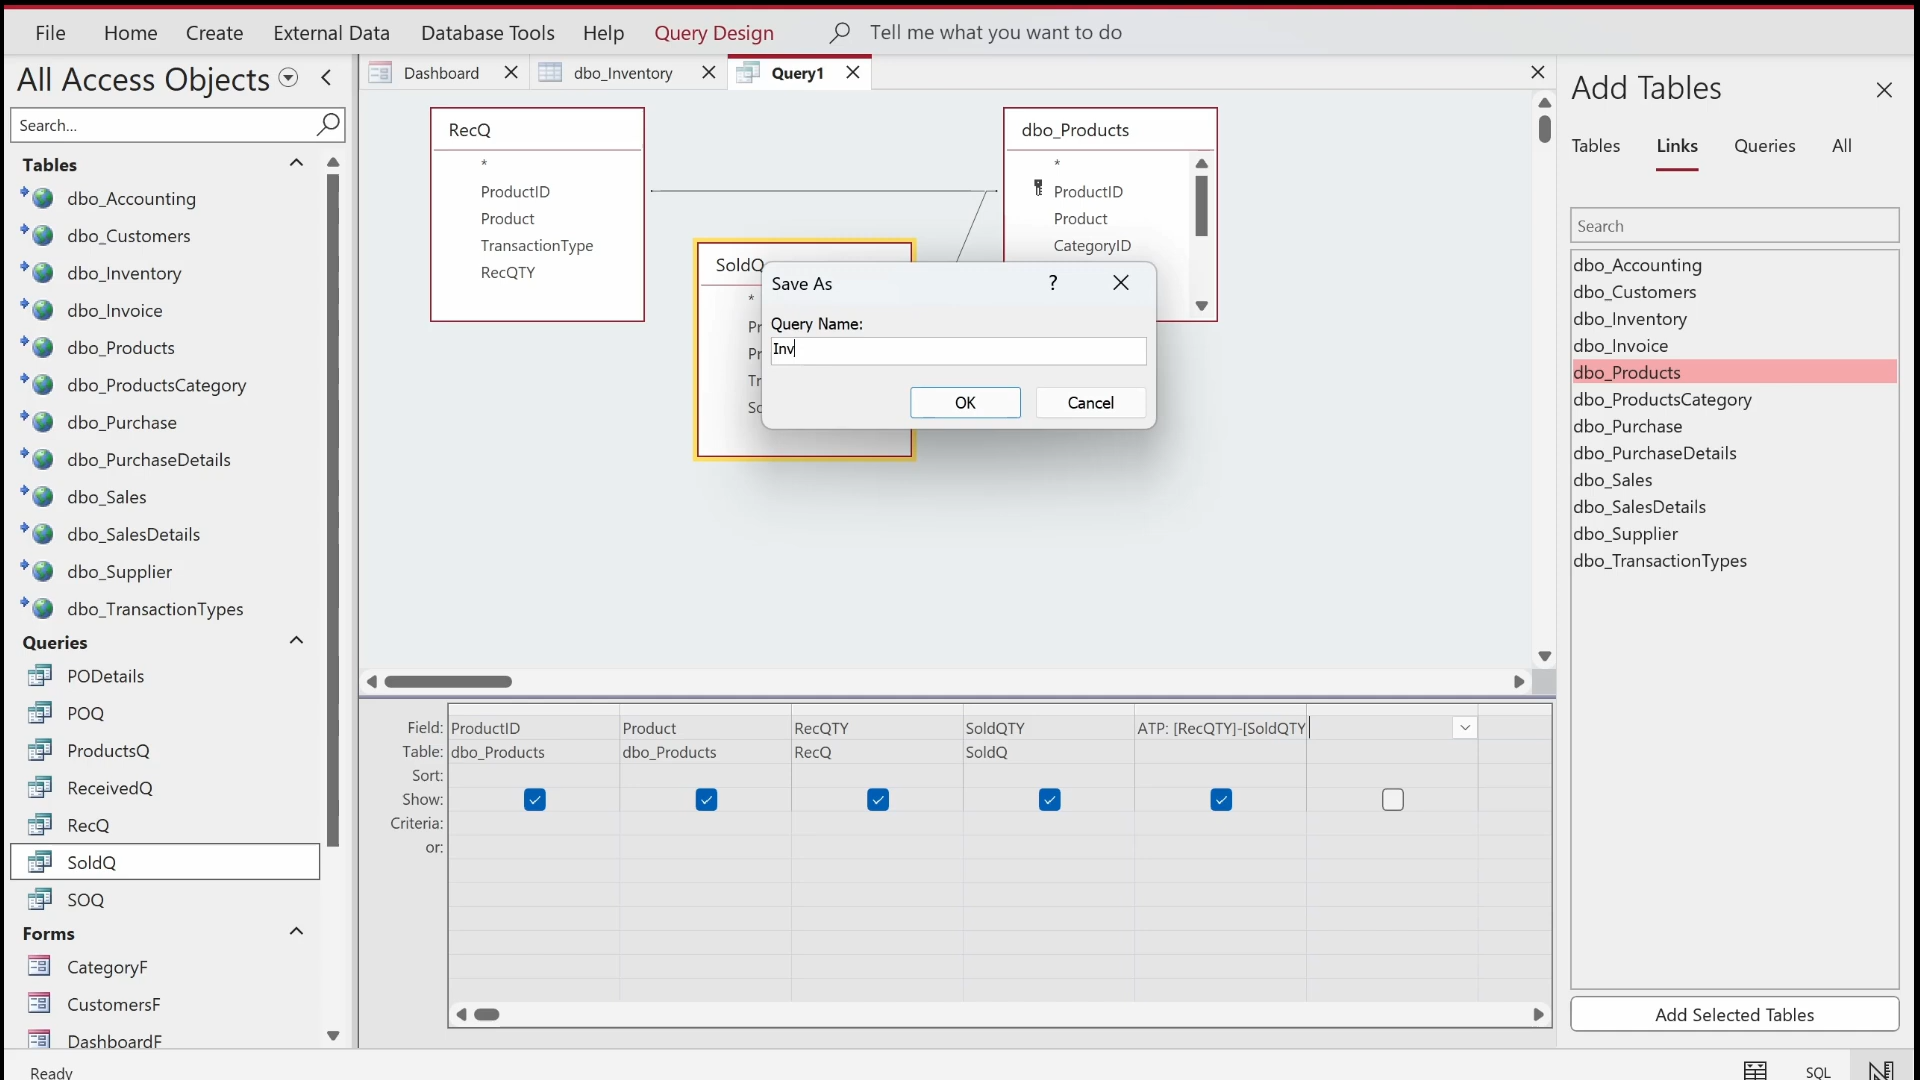 File Home Create External Data Database Tools Help Query Design Tell me what you want to do
All Access Objects
Search...
Tables
dbo_Accounting
dbo_Customers
dbo_Inventory
dbo_Invoice
dbo_Products
dbo_ProductsCategory
dbo_Purchase
dbo_PurchaseDetails
dbo_Sales
dbo_SalesDetails
dbo_Supplier
dbo_TransactionTypes
Queries
PODetails
POQ
ProductsQ
ReceivedQ
RecQ
SoldQ
SOQ
Forms
CategoryF
CustomersF
DashboardF
Dashboard dbo_Inventory Query1
RecQ
*
ProductID
Product
TransactionType
RecQTY
SoldQ
*
Pr
Pr
Tr
So
dbo_Products
*
ProductID
Product
CategoryID
Save As
?
Query Name:
Inv
OK Cancel
Field: ProductID Product RecQTY SoldQTY ATP: [RecQTY]-[SoldQTY
Table: dbo_Products dbo_Products RecQ SoldQ
Sort:
Show:
Criteria:
or:
Add Tables
Tables Links Queries All
Search
dbo_Accounting
dbo_Customers
dbo_Inventory
dbo_Invoice
dbo_Products
dbo_ProductsCategory
dbo_Purchase
dbo_PurchaseDetails
dbo_Sales
dbo_SalesDetails
dbo_Supplier
dbo_TransactionTypes
Add Selected Tables
Ready
SQL